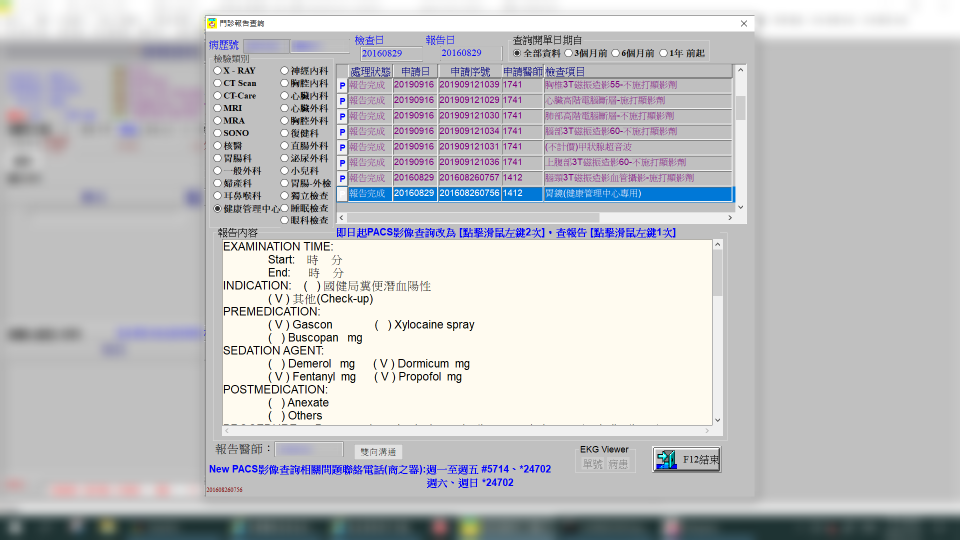 門診報告查詢
病歷號
檢查日
報告日
20160829
20160829
查詢開單日期自
全部資料 3個月前 6個月前 1年 前起
檢驗類別
X - RAY 神經內科
CT Scan 胸腔內科
CT-Care 心臟內科
MRI 心臟外科
MRA 胸腔外科
SONO 復健科
核醫 直腸外科
胃腸科 泌尿外科
一般外科 小兒科
婦產科 胃腸-外檢
耳鼻喉科 獨立檢查
健康管理中心 睡眠檢查
眼科檢查
處理狀態 申請日 申請序號 申請醫師 檢查項目
P 報告完成 20190916 201909121039 1741 胸椎3T磁振造影55-不施打顯影劑
P 報告完成 20190916 201909121029 1741 心臟高階電腦斷層-施打顯影劑
P 報告完成 20190916 201909121030 1741 肺部高階電腦斷層-不施打顯影劑
P 報告完成 20190916 201909121034 1741 腦部3T磁振造影60-不施打顯影劑
P 報告完成 20190916 201909121031 1741 (不計價)甲狀腺超音波
P 報告完成 20190916 201909121036 1741 上腹部3T磁振造影60-不施打顯影劑
P 報告完成 20160829 201608260757 1412 腦頸3T磁振造影血管攝影-施打顯影劑
報告完成 20160829 201608260756 1412 胃鏡(健康管理中心專用)
報告內容
即日起PACS影像查詢改為 [點擊滑鼠左鍵2次]，查報告 [點擊滑鼠左鍵1次]
EXAMINATION TIME:
Start: 時 分
End: 時 分
INDICATION: ( ) 國健局糞便潛血陽性
( V ) 其他(Check-up)
PREMEDICATION:
( V ) Gascon ( ) Xylocaine spray
( ) Buscopan mg
SEDATION AGENT:
( ) Demerol mg ( V ) Dormicum mg
( V ) Fentanyl mg ( V ) Propofol mg
POSTMEDICATION:
( ) Anexate
( ) Others
報告醫師：
雙向溝通
EKG Viewer
單號 病患
F12結束
New PACS影像查詢相關問題聯絡電話(商之器):週一至週五 #5714、*24702
週六、週日 *24702
201608260756